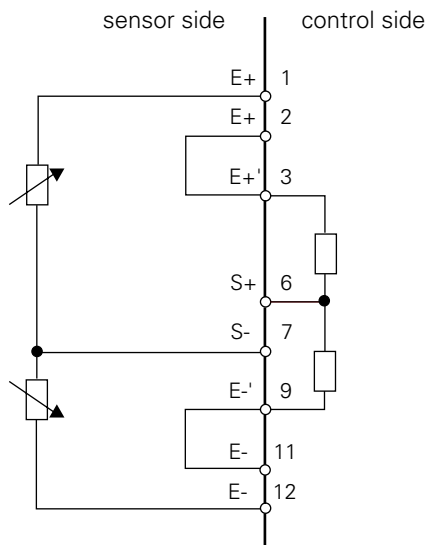 sensor side control side
E+ 1
E+ 2
E+' 3
S+ 6
S- 7
E-' 9
E- 11
E- 12